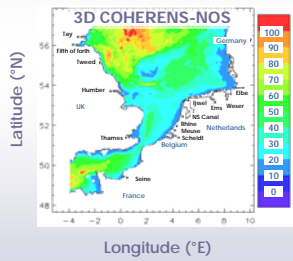 3D COHERENS-NOS
Tay
Fifth of forth
Tweed
Humber
UK
Thames
Germany
Elbe
Ijssel
Ems
Weser
NS Canal
Rhine
Meuse
Scheldt
Netherlands
Belgium
Seine
France
56
54
52
50
48
-4
-2
0
2
4
6
8
10
100
90
80
70
60
50
40
30
20
10
0
Latitude (°N)
Longitude (°E)